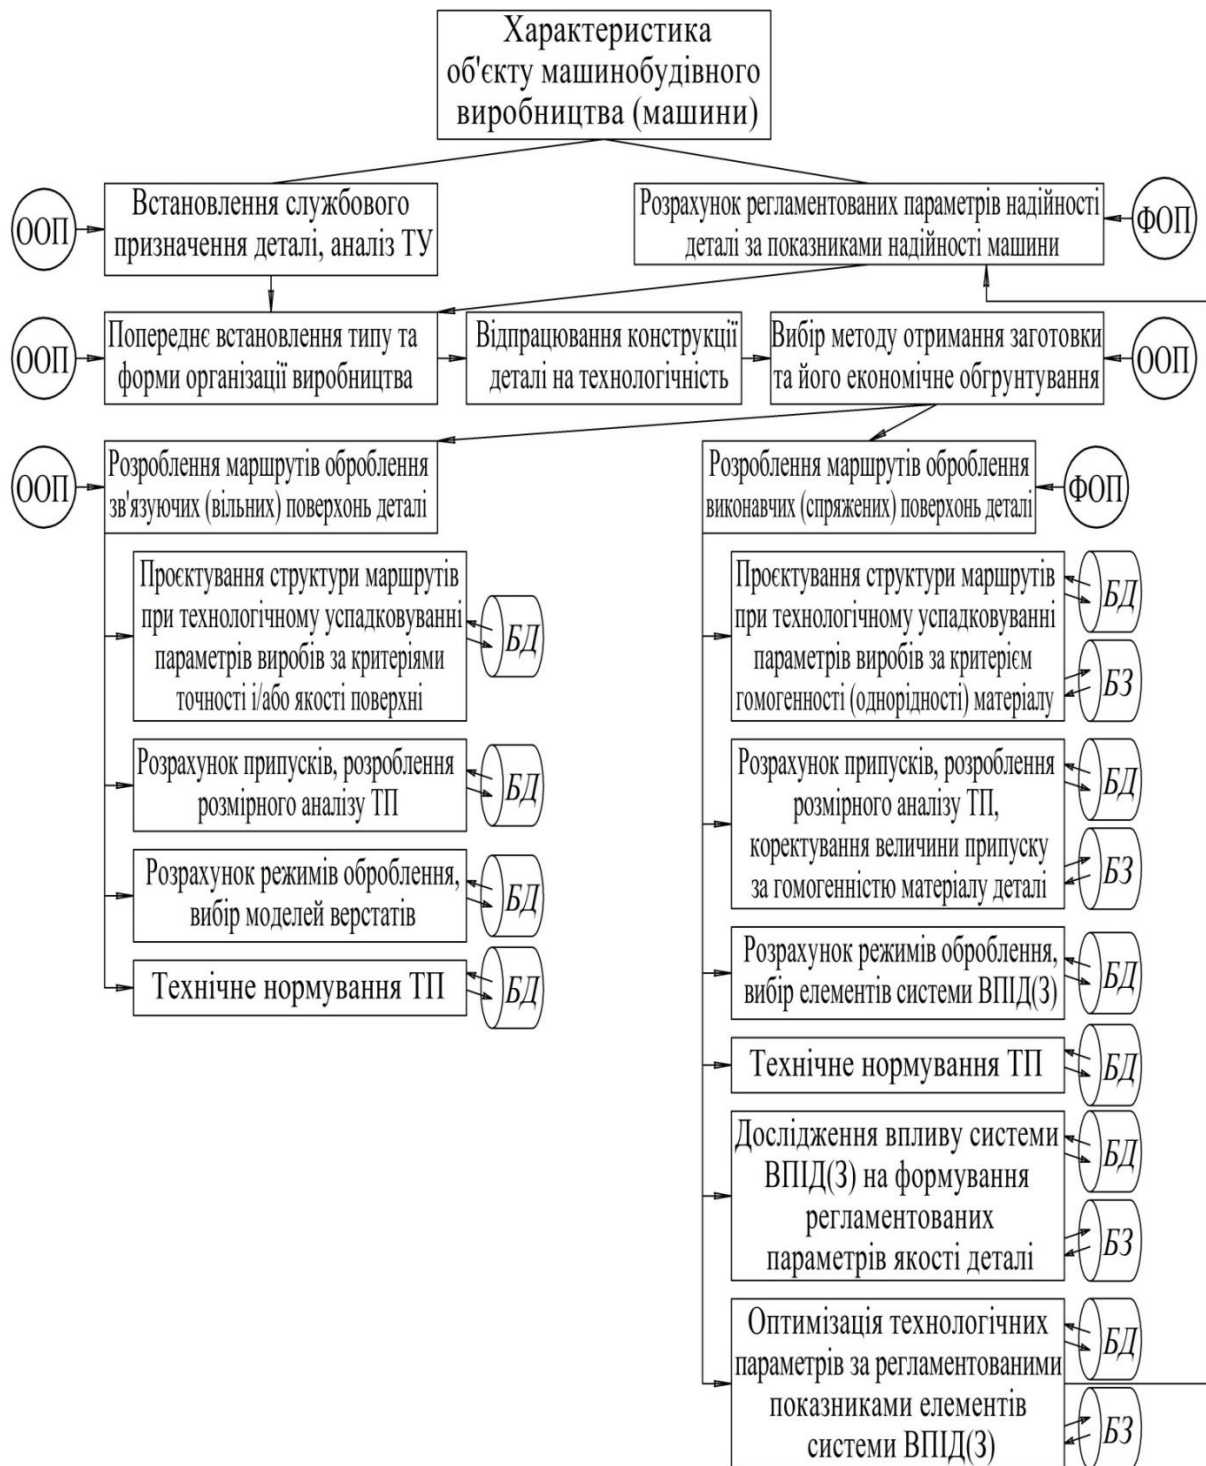 Характеристика
об'єкту машинобудівного
виробництва (машини)
ООП
Встановлення службового
призначення деталі, аналіз ТУ
Розрахунок регламентованих параметрів надійності
деталі за показниками надійності машини
ФОП
ООП
Попереднє встановлення типу та
форми організації виробництва
Відпрацювання конструкції
деталі на технологічність
Вибір методу отримання заготовки
та його економічне обгрунтування
ООП
ООП
Розроблення маршрутів оброблення
зв'язуючих (вільних) поверхонь деталі
Розроблення маршрутів оброблення
виконавчих (спряжених) поверхонь деталі
ФОП
Проєктування структури маршрутів
при технологічному успадковуванні
параметрів виробів за критеріями
точності і/або якості поверхні
БД
Розрахунок припусків, розроблення
розмірного аналізу ТП
БД
Розрахунок режимів оброблення,
вибір моделей верстатів
БД
Технічне нормування ТП
БД
Проєктування структури маршрутів
при технологічному успадковуванні
параметрів виробів за критерієм
гомогенності (однорідності) матеріалу
БД
БЗ
Розрахунок припусків, розроблення
розмірного аналізу ТП,
коректування величини припуску
за гомогенністю матеріалу деталі
БД
БЗ
Розрахунок режимів оброблення,
вибір елементів системи ВПІД(З)
БД
Технічне нормування ТП
БД
Дослідження впливу системи
ВПІД(З) на формування
регламентованих
параметрів якості деталі
БД
БЗ
Оптимізація технологічних
параметрів за регламентованими
показниками елементів
системи ВПІД(З)
БД
БЗ